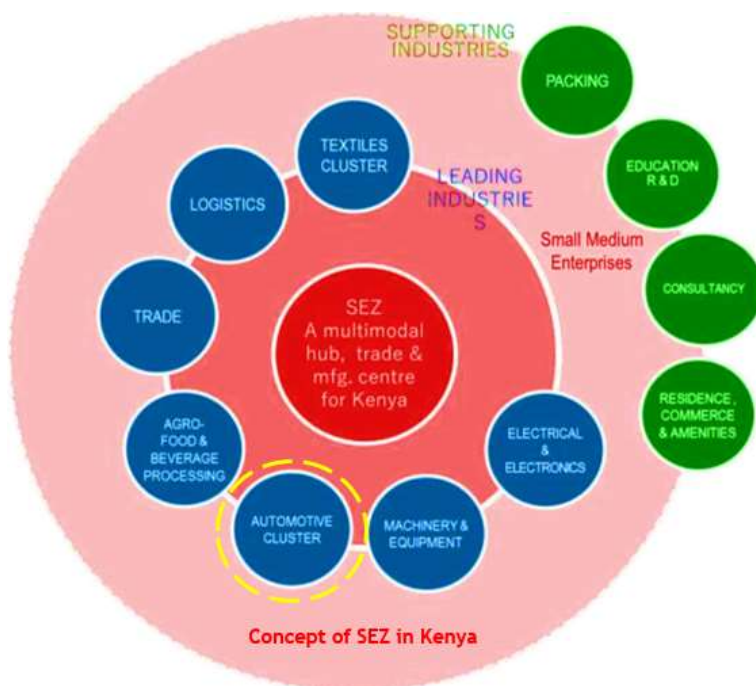 SUPPORTING
INDUSTRIES
PACKING
TEXTILES
CLUSTER
EDUCATION
R & D
LEADING
INDUSTRIE
S
LOGISTICS
Small Medium
Enterprises
CONSULTANCY
TRADE
SEZ
A multimodal
hub, trade &
mfg. centre
for Kenya
RESIDENCE,
COMMERCE
& AMENITIES
AGRO-
FOOD &
BEVERAGE
PROCESSING
ELECTRICAL
&
ELECTRONICS
AUTOMOTIVE
CLUSTER
MACHINERY &
EQUIPMENT
Concept of SEZ in Kenya